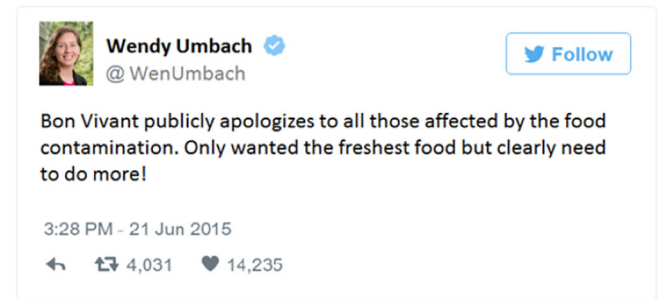 Wendy Umbach
@WenUmbach
Follow
Bon Vivant publicly apologizes to all those affected by the food
contamination. Only wanted the freshest food but clearly need
to do more!
3:28 PM - 21 Jun 2015
4,031 14,235